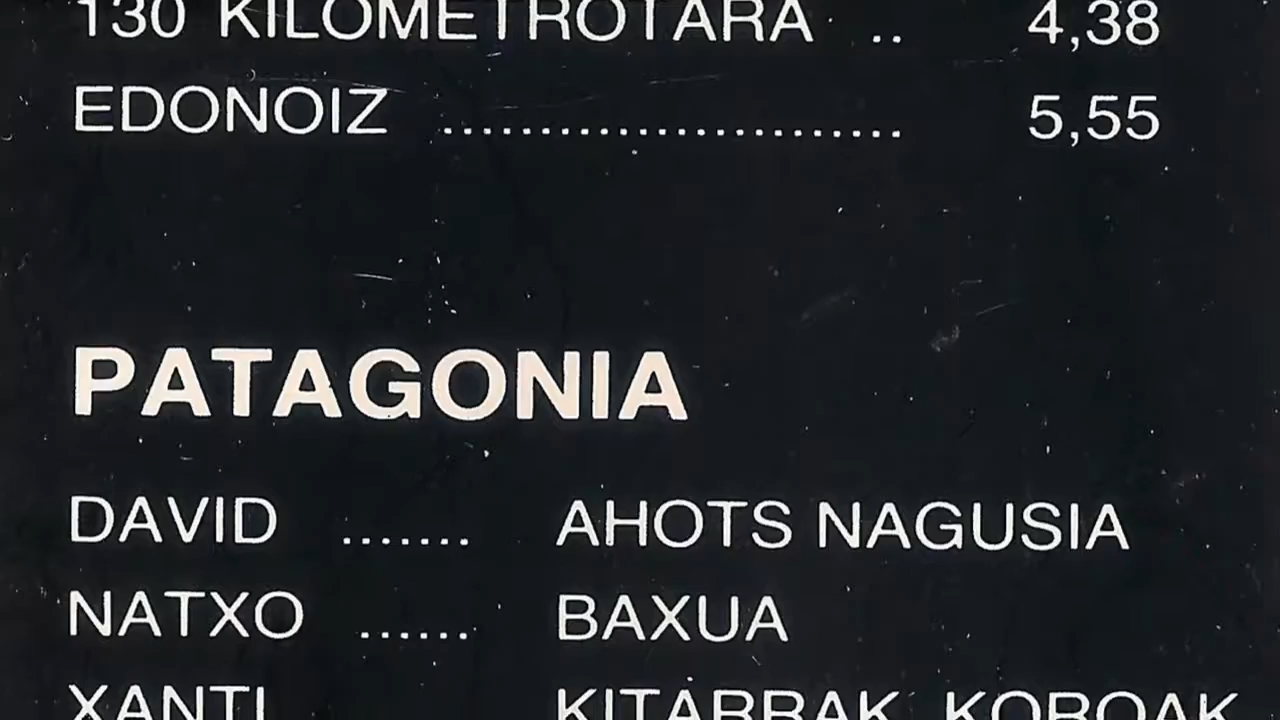 130 KILOMETROTARA .. 4,38
EDONOIZ ........................ 5,55
PATAGONIA
DAVID ....... AHOTS NAGUSIA
NATXO ...... BAXUA
XANTI KITARRAK, KOROAK